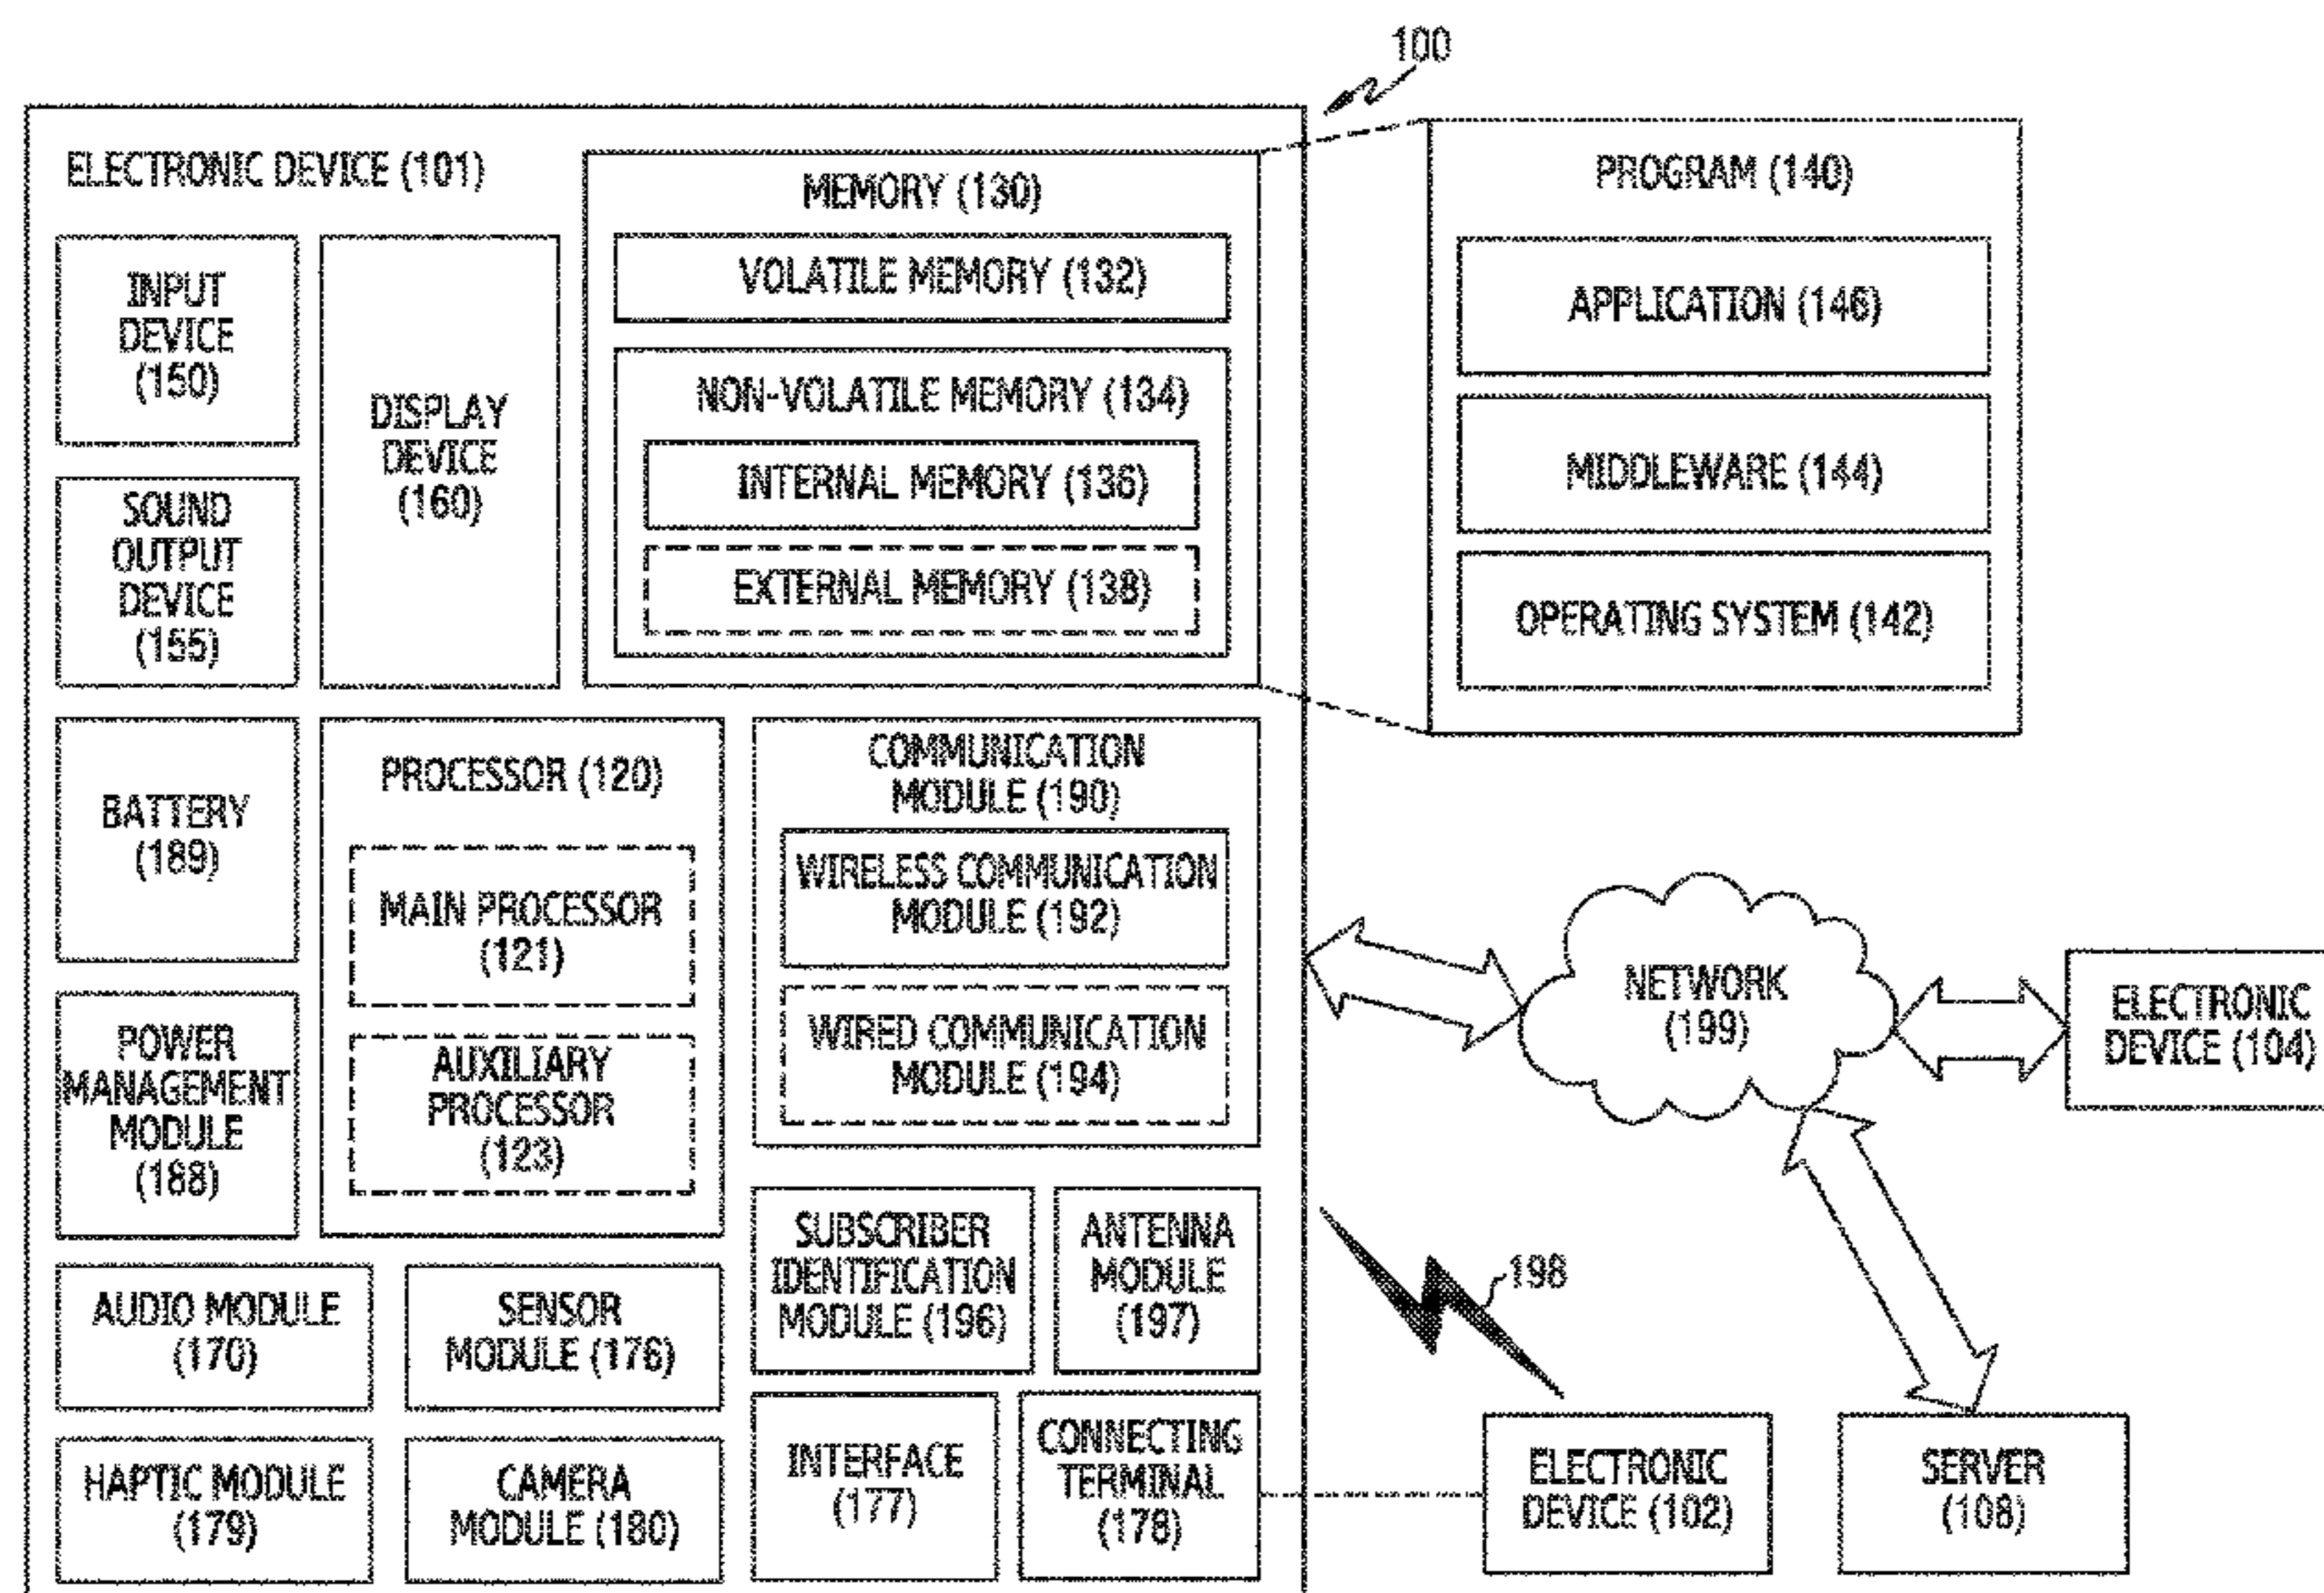 100
ELECTRONIC DEVICE (101)
INPUT
DEVICE
(150)
SOUND
OUTPUT
DEVICE
(155)
DISPLAY
DEVICE
(160)
MEMORY (130)
VOLATILE MEMORY (132)
NON-VOLATILE MEMORY (134)
INTERNAL MEMORY (136)
EXTERNAL MEMORY (138)
PROGRAM (140)
APPLICATION (146)
MIDDLEWARE (144)
OPERATING SYSTEM (142)
BATTERY
(189)
POWER
MANAGEMENT
MODULE
(188)
PROCESSOR (120)
MAIN PROCESSOR
(121)
AUXILIARY
PROCESSOR
(123)
COMMUNICATION
MODULE (190)
WIRELESS COMMUNICATION
MODULE (192)
WIRED COMMUNICATION
MODULE (194)
NETWORK
(199)
ELECTRONIC
DEVICE (104)
SUBSCRIBER
IDENTIFICATION
MODULE (196)
ANTENNA
MODULE
(197)
198
AUDIO MODULE
(170)
SENSOR
MODULE (176)
HAPTIC MODULE
(179)
CAMERA
MODULE (180)
INTERFACE
(177)
CONNECTING
TERMINAL
(178)
ELECTRONIC
DEVICE (102)
SERVER
(108)